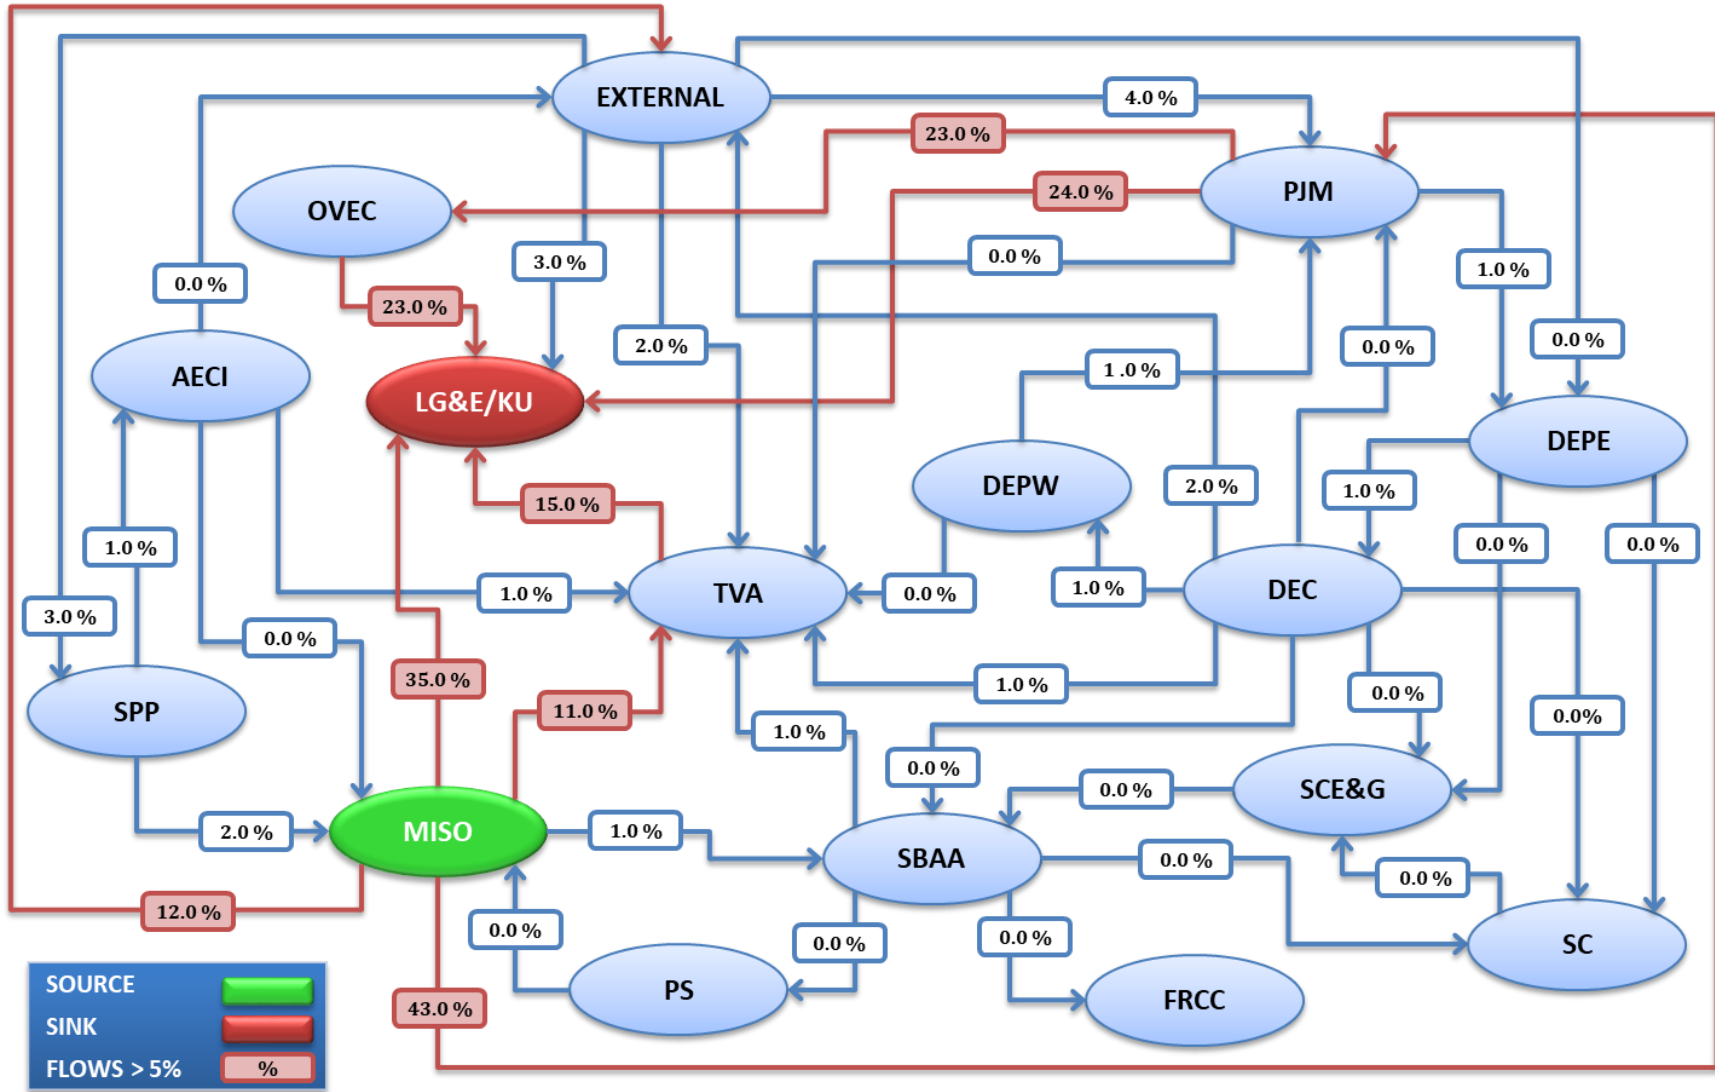 EXTERNAL
4.0 %
23.0 %
PJM
24.0 %
OVEC
0.0 %
3.0 %
1.0 %
0.0 %
23.0 %
2.0 %
0.0 %
0.0 %
1 .0 %
AECI
LG&E/KU
DEPE
DEPW
2.0 %
1.0 %
15.0 %
1.0 %
0.0 %
0.0 %
1.0 %
TVA
0.0 %
1.0 %
DEC
3.0 %
0.0 %
35.0 %
1.0 %
0.0 %
SPP
11.0 %
0.0%
1.0 %
0.0 %
0.0 %
SCE&G
2.0 %
MISO
1.0 %
SBAA
0.0 %
0.0 %
12.0 %
0.0 %
0.0 %
0.0 %
SC
PS
FRCC
43.0 %
SOURCE
SINK
FLOWS > 5%
%